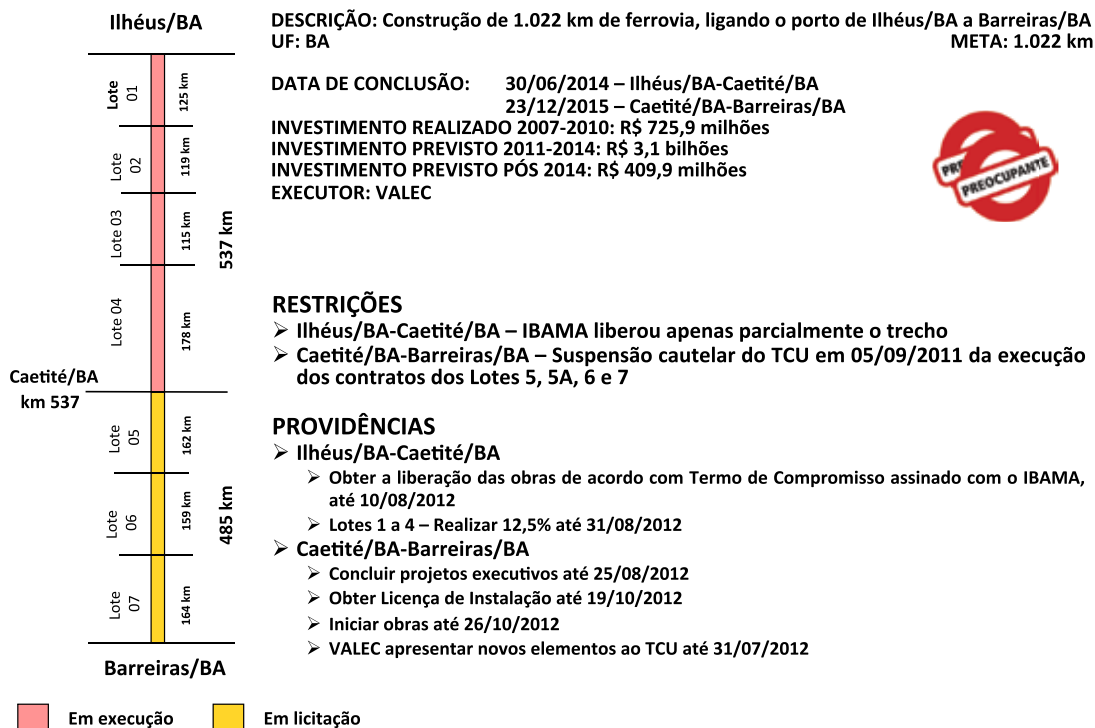 Ilhéus/BA
Lote 01
125 km
Lote 02
119 km
Lote 03
115 km
537 km
Lote 04
178 km
Caetité/BA
km 537
Lote 05
162 km
Lote 06
159 km
485 km
Lote 07
164 km
Barreiras/BA
Em execução
Em licitação
DESCRIÇÃO: Construção de 1.022 km de ferrovia, ligando o porto de Ilhéus/BA a Barreiras/BA
UF: BA META: 1.022 km
DATA DE CONCLUSÃO: 30/06/2014 – Ilhéus/BA-Caetité/BA
23/12/2015 – Caetité/BA-Barreiras/BA
INVESTIMENTO REALIZADO 2007-2010: R$ 725,9 milhões
INVESTIMENTO PREVISTO 2011-2014: R$ 3,1 bilhões
INVESTIMENTO PREVISTO PÓS 2014: R$ 409,9 milhões
EXECUTOR: VALEC
PRE
PREOCUPANTE
RESTRIÇÕES
➢ Ilhéus/BA-Caetité/BA – IBAMA liberou apenas parcialmente o trecho
➢ Caetité/BA-Barreiras/BA – Suspensão cautelar do TCU em 05/09/2011 da execução
dos contratos dos Lotes 5, 5A, 6 e 7
PROVIDÊNCIAS
➢ Ilhéus/BA-Caetité/BA
➢ Obter a liberação das obras de acordo com Termo de Compromisso assinado com o IBAMA,
até 10/08/2012
➢ Lotes 1 a 4 – Realizar 12,5% até 31/08/2012
➢ Caetité/BA-Barreiras/BA
➢ Concluir projetos executivos até 25/08/2012
➢ Obter Licença de Instalação até 19/10/2012
➢ Iniciar obras até 26/10/2012
➢ VALEC apresentar novos elementos ao TCU até 31/07/2012